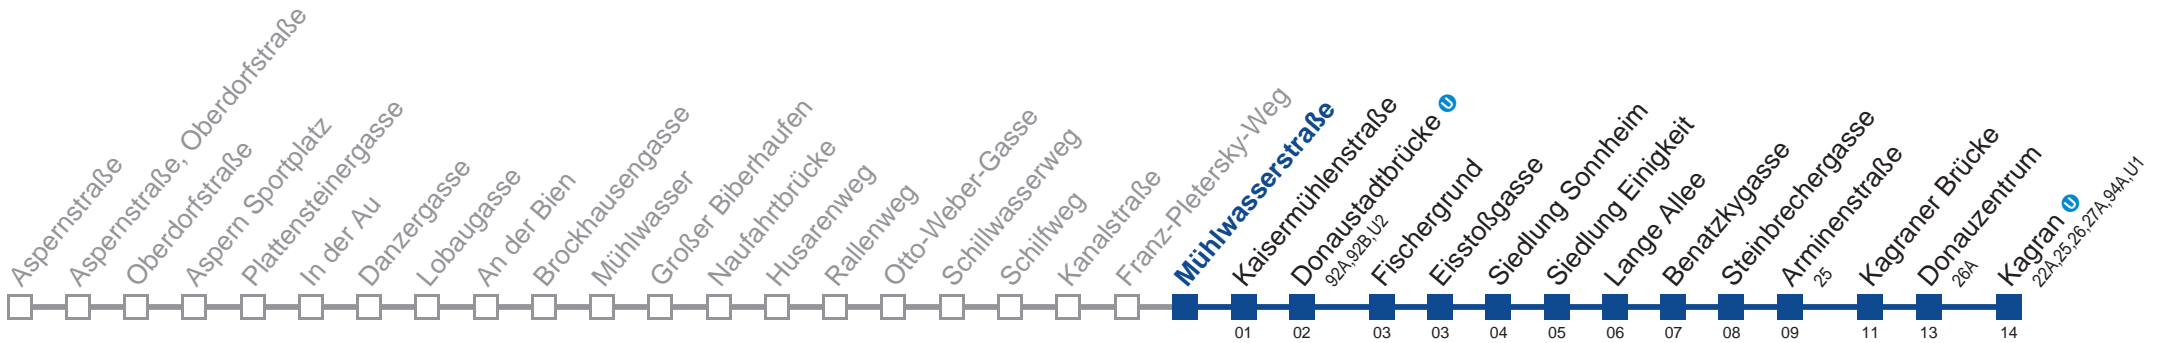 Aspernstraße
Aspernstraße, Oberdorfstraße
Oberdorfstraße
Aspern Sportplatz
Plattensteinergasse
In der Au
Danzergasse
Lobaugasse
An der Bien
Brockhausengasse
Mühlwasser
Großer Biberhaufen
Naufahrtbrücke
Husarenweg
Rallenweg
Otto-Weber-Gasse
Schillwasserweg
Schilfweg
Kanalstraße
Franz-Pletersky-Weg
Mühlwasserstraße
Kaisermühlenstraße
Donaustadtbrücke U
92A,92B,U2
Fischergrund
Eisstoßgasse
Siedlung Sonnheim
Siedlung Einigkeit
Lange Allee
Benatzkygasse
Steinbrechergasse
Arminenstraße
25
Kagraner Brücke
Donauzentrum
26A
Kagran U
22A,25,26,27A,94A,U1
01 02 03 03 04 05 06 07 08 09 11 13 14